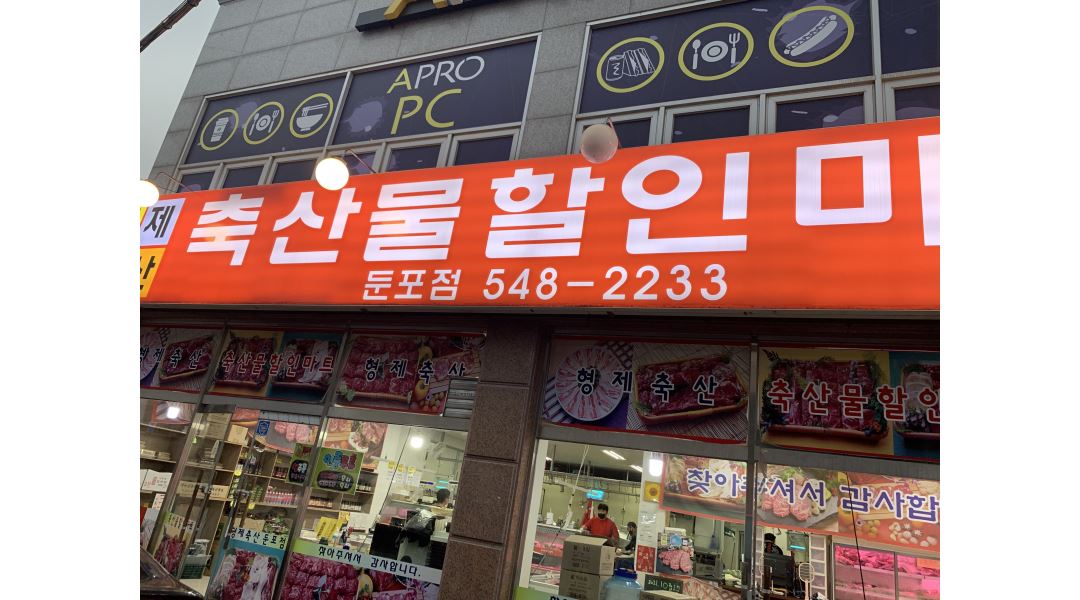 APRO
PC
제
축산물할인마
산
둔포점 548-2233
축산
축산물할인마트
형제축산
형제축산
축산물할인
찾아주셔서 감사합
형제축산둔포점
찾아주셔서 감사합니다.